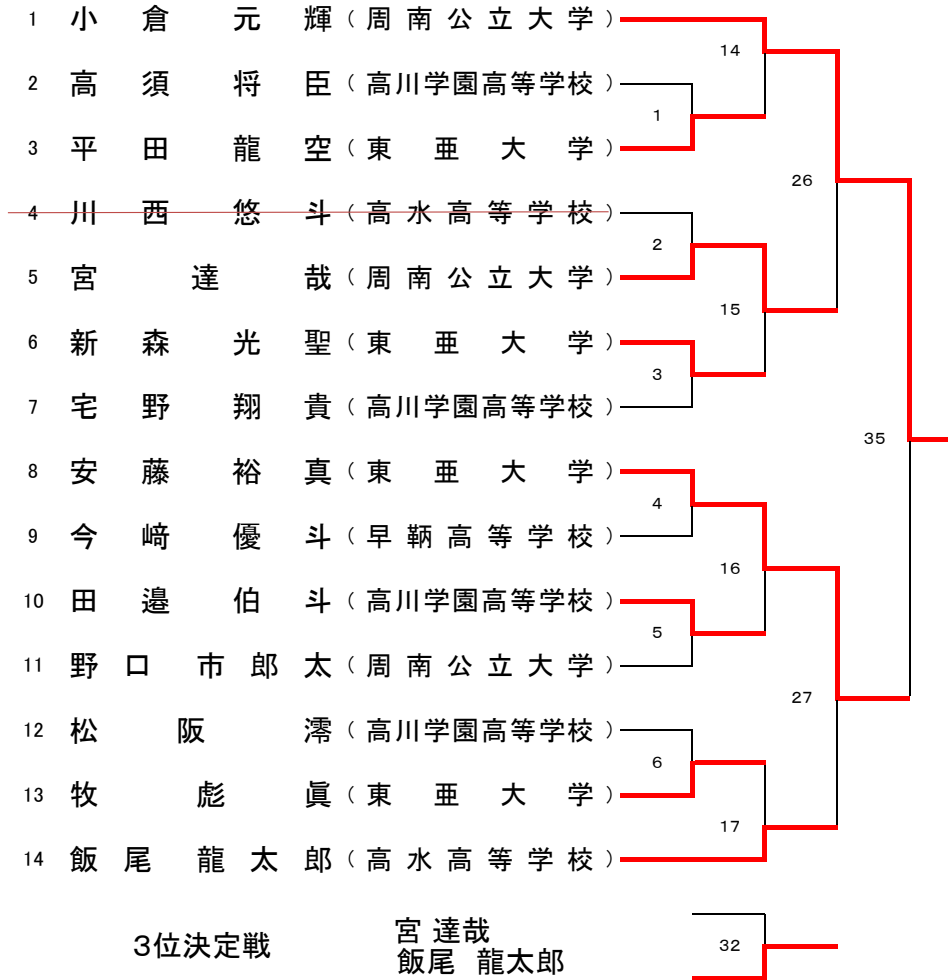 1 小倉元輝（周南公立大学）
14
2 高須将臣（高川学園高等学校）
1
3 平田龍空（東亜大学）
26
4 川西悠斗（高水高等学校）
2
5 宮達哉（周南公立大学）
15
6 新森光聖（東亜大学）
3
7 宅野翔貴（高川学園高等学校）
35
8 安藤裕真（東亜大学）
4
9 今﨑優斗（早鞆高等学校）
16
10 田邉伯斗（高川学園高等学校）
5
11 野口市郎太（周南公立大学）
27
12 松阪澪（高川学園高等学校）
6
13 牧彪眞（東亜大学）
17
14 飯尾龍太郎（高水高等学校）
宮 達哉
3位決定戦 32
飯尾 龍太郎